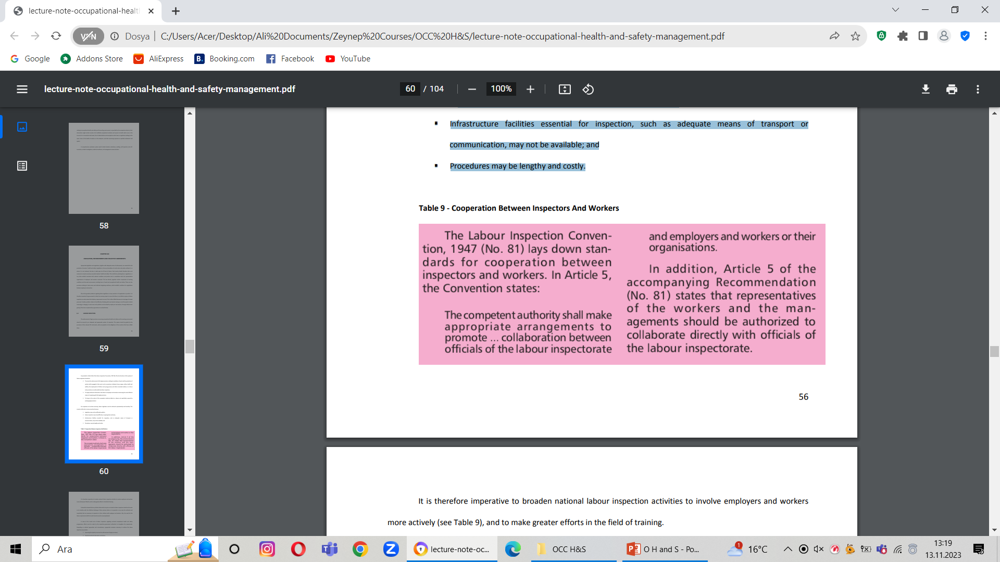 lecture-note-occupational-healt
VPN
Dosya
C:/Users/Acer/Desktop/Ali%20Documents/Zeynep%20Courses/OCC%20H&S/lecture-note-occupational-health-and-safety-management.pdf
Google
Addons Store
AliExpress
B.
Booking.com
Facebook
YouTube
lecture-note-occupational-health-and-safety-management.pdf
60 / 104
100%
58
59
60
▪ Infrastructure facilities essential for inspection, such as adequate means of transport or
communication, may not be available; and
▪ Procedures may be lengthy and costly.
Table 9 - Cooperation Between Inspectors And Workers
The Labour Inspection Conven-
tion, 1947 (No. 81) lays down stan-
dards for cooperation between
inspectors and workers. In Article 5,
the Convention states:
The competent authority shall make
appropriate arrangements to
promote ... collaboration between
officials of the labour inspectorate
and employers and workers or their
organisations.
In addition, Article 5 of the
accompanying Recommendation
(No. 81) states that representatives
of the workers and the man-
agements should be authorized to
collaborate directly with officials of
the labour inspectorate.
56
It is therefore imperative to broaden national labour inspection activities to involve employers and workers
more actively (see Table 9), and to make greater efforts in the field of training.
Ara
lecture-note-oc...
OCC H&S
O H and S - Po...
1
16°C
13:19
13.11.2023